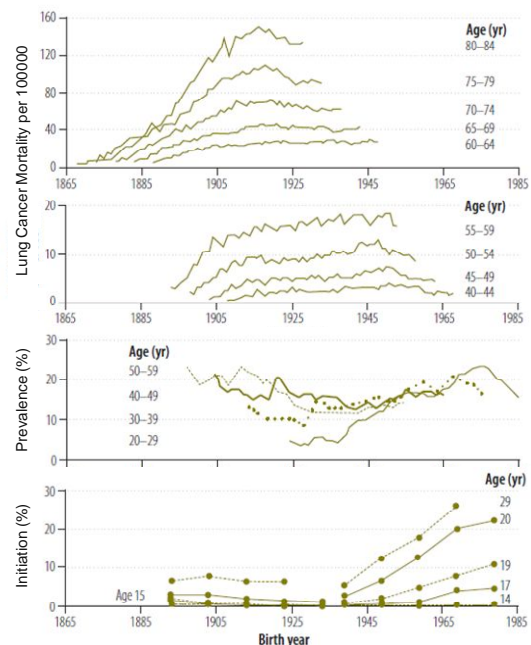 Lung Cancer Mortality per 100000
160
120
80
40
0
Age (yr)
80–84
75–79
70–74
65–69
60–64
1865 1885 1905 1925 1945 1965 1985
20
10
0
Age (yr)
55–59
50–54
45–49
40–44
1865 1885 1905 1925 1945 1965 1985
Prevalence (%)
30
20
10
0
Age (yr)
50–59
40–49
30–39
20–29
1865 1885 1905 1925 1945 1965 1985
Initiation (%)
30
20
10
0
Age (yr)
29
20
19
17
14
Age 15
1865 1885 1905 1925 1945 1965 1985
Birth year